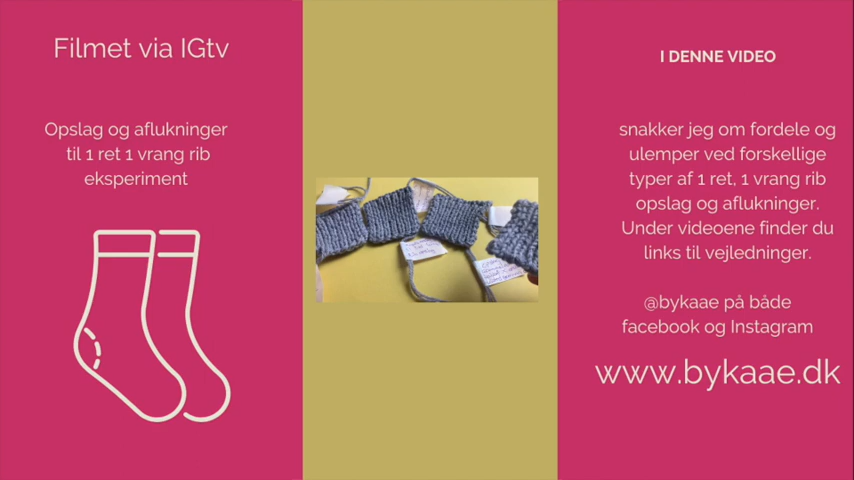 Filmet via IGtv
Opslag og aflukninger
til 1 ret 1 vrang rib
eksperiment
I DENNE VIDEO
snakker jeg om fordele og
ulemper ved forskellige
typer af 1 ret, 1 vrang rib
opslag og aflukninger.
Under videoene finder du
links til vejledninger.
@bykaae på både
facebook og Instagram
www.bykaae.dk